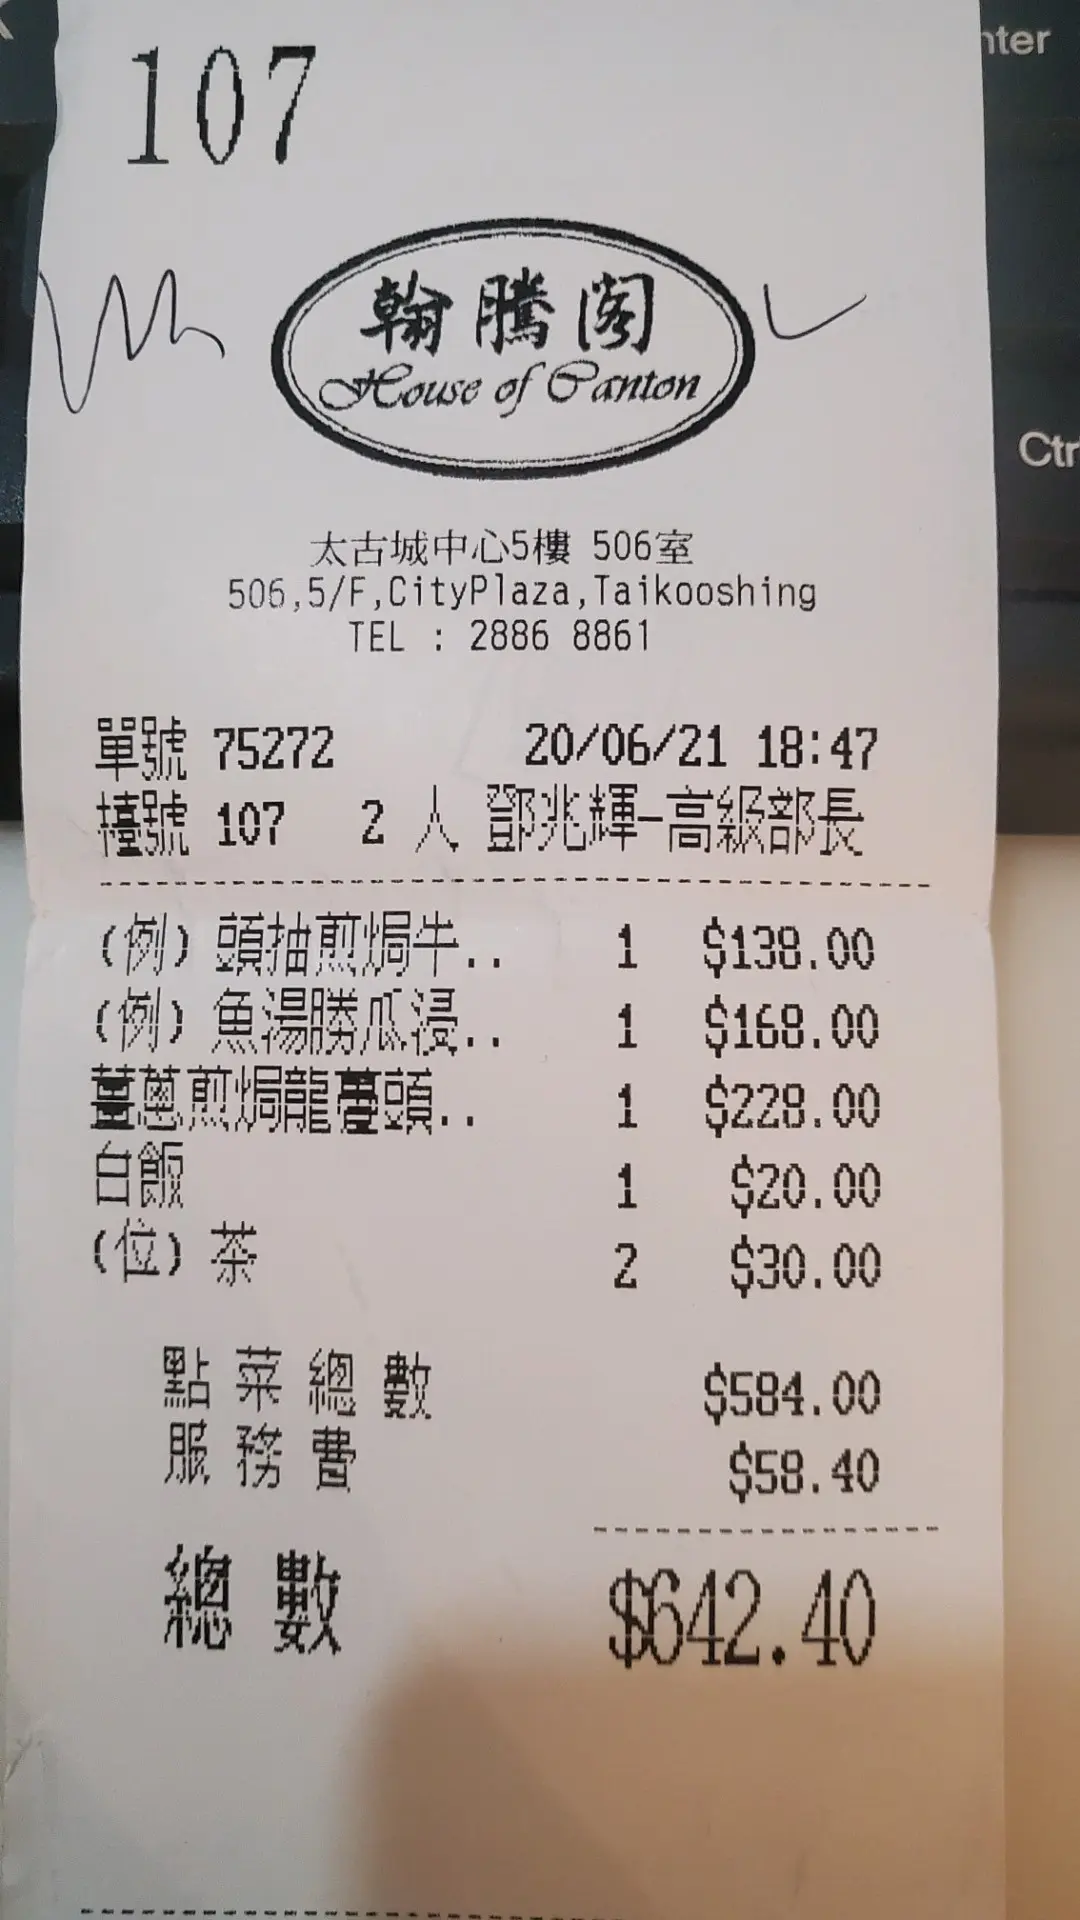 107
翰騰閣
House of Canton
太古城中心5樓 506室
506,5/F,CityPlaza,Taikooshing
TEL : 2886 8861
單號 75272 20/06/21 18:47
檯號 107 2 人 鄧兆輝-高級部長
(例) 頭抽煎焗牛.. 1 $138.00
(例) 魚湯勝瓜浸.. 1 $168.00
薑蔥煎焗龍躉頭.. 1 $228.00
白飯 1 $20.00
(位) 茶 2 $30.00
點菜總數 $584.00
服務費 $58.40
總數 $642.40
nter
Ctr